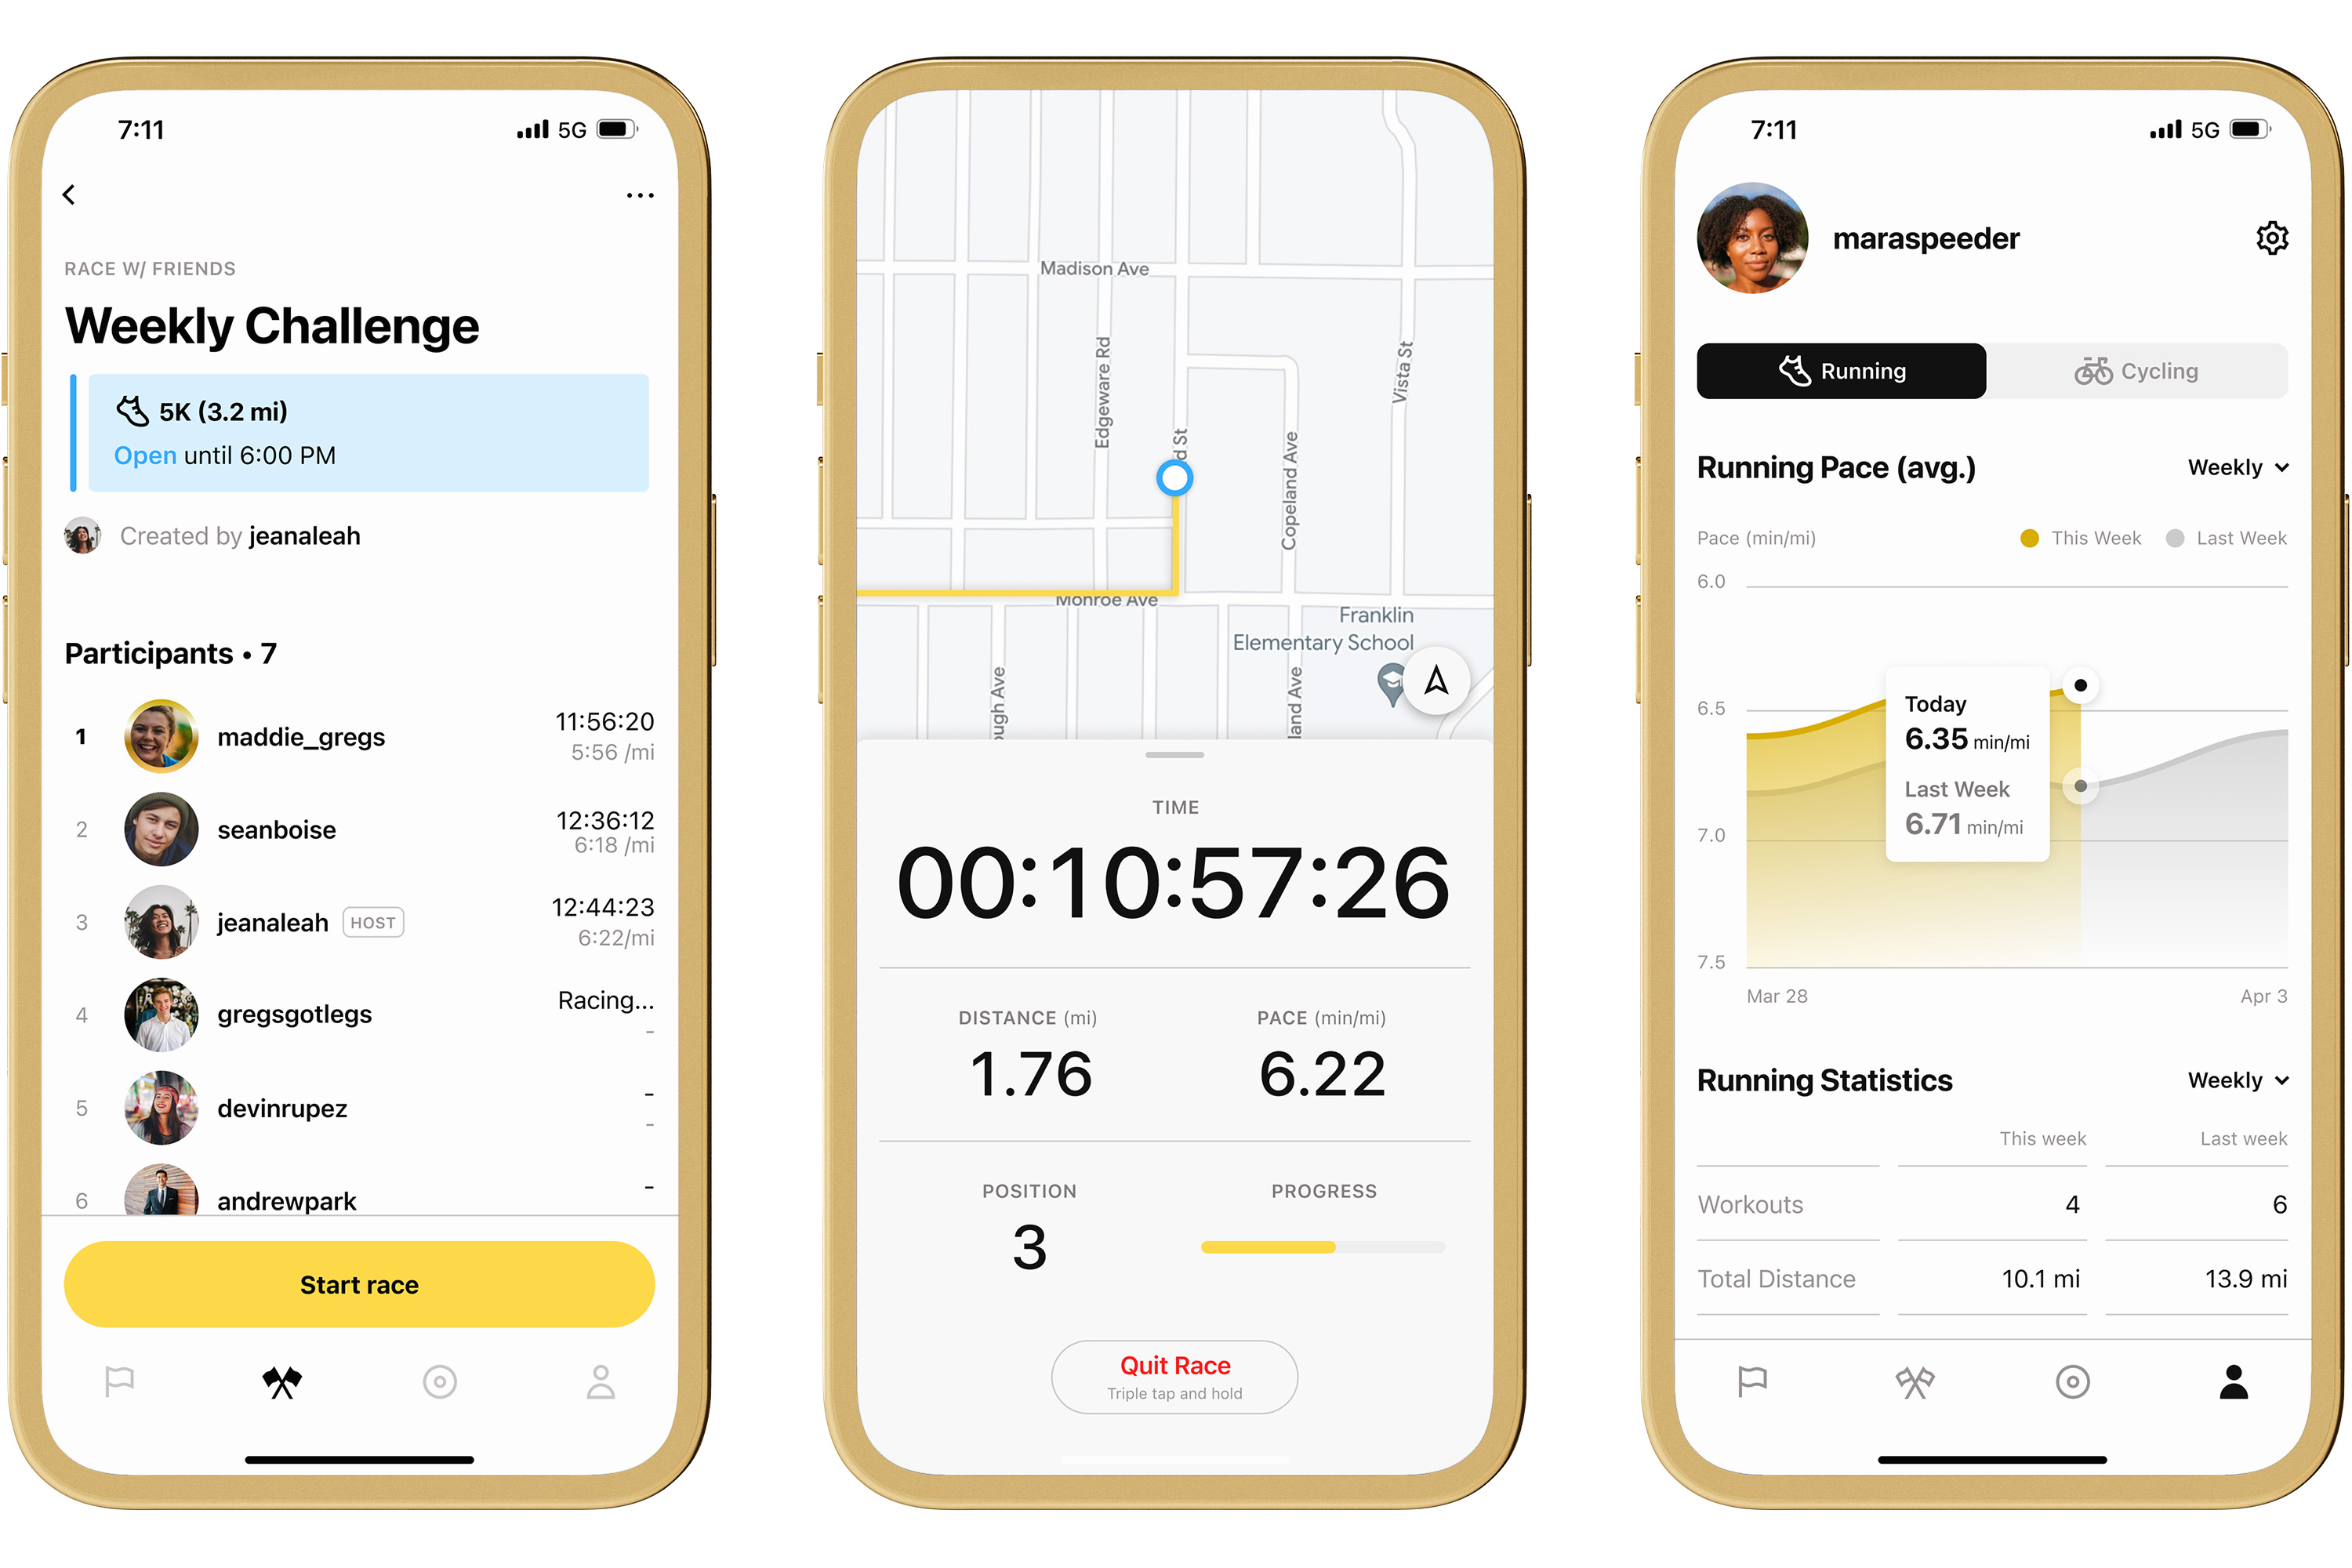 7:11
5G
RACE W/ FRIENDS
Weekly Challenge
5K (3.2 mi)
Open until 6:00 PM
Created by jeanaleah
Participants • 7
1 maddie_gregs 11:56:20
5:56 /mi
2 seanboise 12:36:12
6:18 /mi
3 jeanaleah HOST 12:44:23
6:22/mi
4 gregsgotlegs Racing...
-
5 devinrupez -
-
6 andrewpark -
Start race
Madison Ave
Edgeware Rd
Vista St
d St
Copeland Ave
Monroe Ave
Franklin
Elementary School
ough Ave
land Ave
TIME
00:10:57:26
DISTANCE (mi) PACE (min/mi)
1.76 6.22
POSITION PROGRESS
3
Quit Race
Triple tap and hold
7:11
5G
maraspeeder
Running Cycling
Running Pace (avg.) Weekly
Pace (min/mi) This Week Last Week
6.0
6.5
7.0
7.5
Today
6.35 min/mi
Last Week
6.71 min/mi
Mar 28 Apr 3
Running Statistics Weekly
This week Last week
Workouts 4 6
Total Distance 10.1 mi 13.9 mi